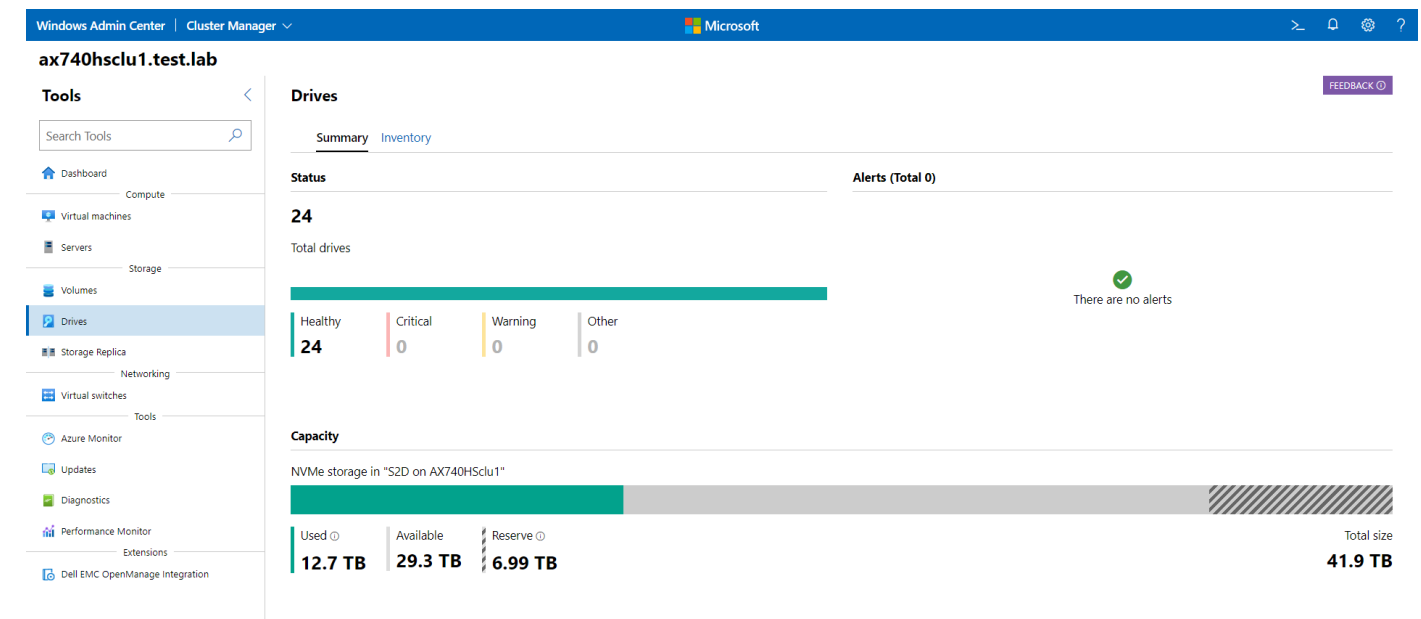 Windows Admin Center | Cluster Manager
Microsoft
>_ ?
ax740hsclu1.test.lab
Tools
Search Tools
Dashboard
Compute
Virtual machines
Servers
Storage
Volumes
Drives
Storage Replica
Networking
Virtual switches
Tools
Azure Monitor
Updates
Diagnostics
Performance Monitor
Extensions
Dell EMC OpenManage Integration
Drives
FEEDBACK
Summary Inventory
Status
24
Total drives
Healthy Critical Warning Other
24 0 0 0
Alerts (Total 0)
There are no alerts
Capacity
NVMe storage in "S2D on AX740HSclu1"
Used Available Reserve Total size
12.7 TB 29.3 TB 6.99 TB 41.9 TB